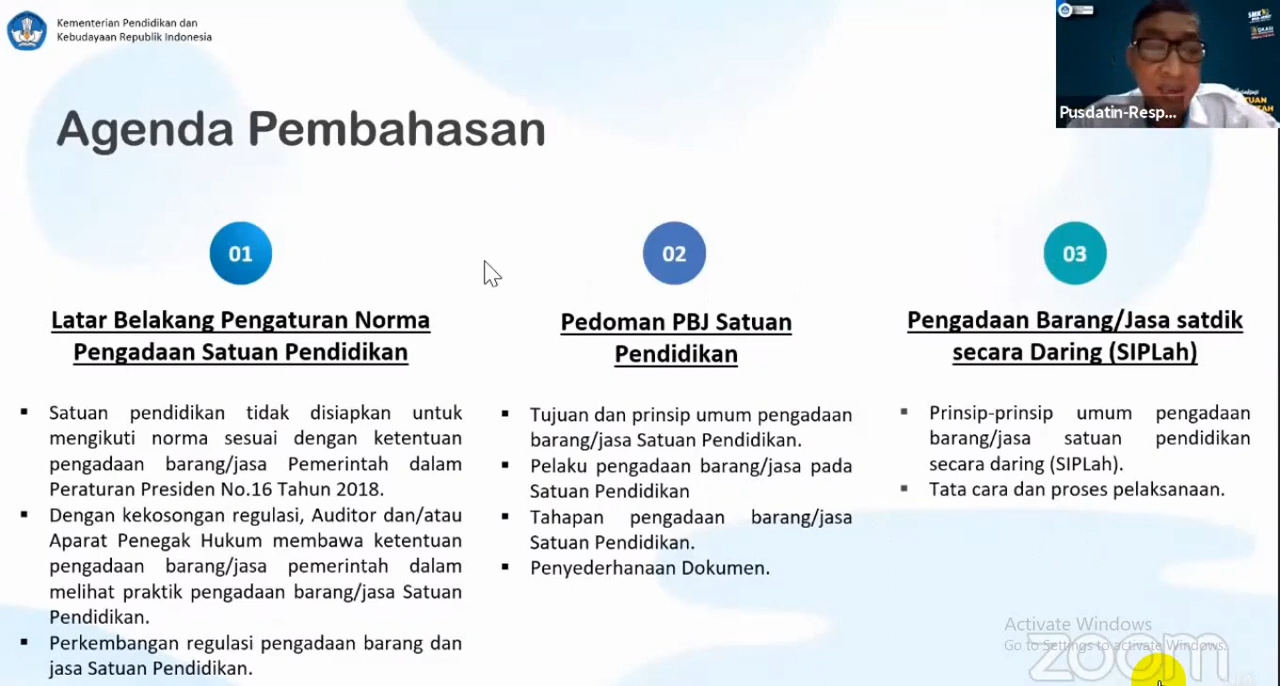 Kementerian Pendidikan dan
Kebudayaan Republik Indonesia
Agenda Pembahasan
Pusdatin-Resp...
01
Latar Belakang Pengaturan Norma
Pengadaan Satuan Pendidikan
▪ Satuan pendidikan tidak disiapkan untuk
mengikuti norma sesuai dengan ketentuan
pengadaan barang/jasa Pemerintah dalam
Peraturan Presiden No.16 Tahun 2018.
▪ Dengan kekosongan regulasi, Auditor dan/atau
Aparat Penegak Hukum membawa ketentuan
pengadaan barang/jasa pemerintah dalam
melihat praktik pengadaan barang/jasa Satuan
Pendidikan.
▪ Perkembangan regulasi pengadaan barang dan
jasa Satuan Pendidikan.
02
Pedoman PBJ Satuan
Pendidikan
▪ Tujuan dan prinsip umum pengadaan
barang/jasa Satuan Pendidikan.
▪ Pelaku pengadaan barang/jasa pada
Satuan Pendidikan
▪ Tahapan pengadaan barang/jasa
Satuan Pendidikan.
▪ Penyederhanaan Dokumen.
03
Pengadaan Barang/Jasa satdik
secara Daring (SIPLah)
▪ Prinsip-prinsip umum pengadaan
barang/jasa satuan pendidikan
secara daring (SIPLah).
▪ Tata cara dan proses pelaksanaan.
Activate Windows
Go to Settings to activate Windows.
zoom